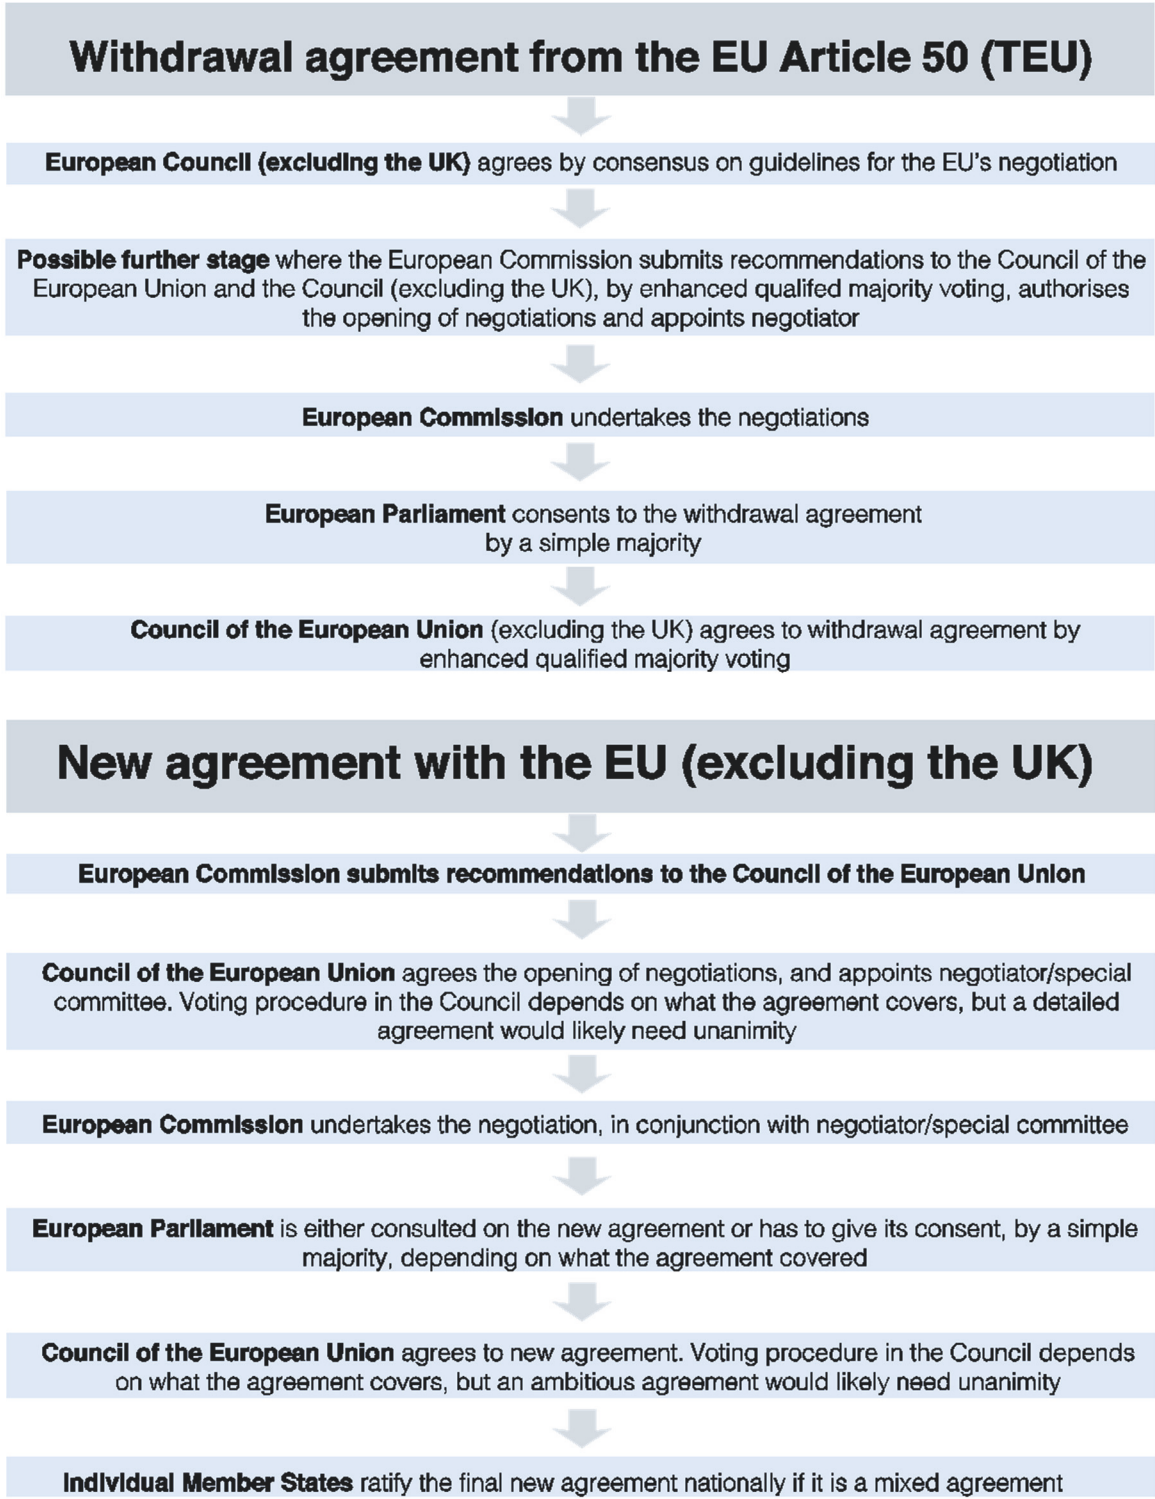 Withdrawal agreement from the EU Article 50 (TEU)
European Council (excluding the UK) agrees by consensus on guidelines for the EU's negotiation
Possible further stage where the European Commission submits recommendations to the Council of the
European Union and the Council (excluding the UK), by enhanced qualifed majority voting, authorises
the opening of negotiations and appoints negotiator
European Commission undertakes the negotiations
European Parliament consents to the withdrawal agreement
by a simple majority
Council of the European Union (excluding the UK) agrees to withdrawal agreement by
enhanced qualified majority voting
New agreement with the EU (excluding the UK)
European Commission submits recommendations to the Council of the European Union
Council of the European Union agrees the opening of negotiations, and appoints negotiator/special
committee. Voting procedure in the Council depends on what the agreement covers, but a detailed
agreement would likely need unanimity
European Commission undertakes the negotiation, in conjunction with negotiator/special committee
European Parliament is either consulted on the new agreement or has to give its consent, by a simple
majority, depending on what the agreement covered
Council of the European Union agrees to new agreement. Voting procedure in the Council depends
on what the agreement covers, but an ambitious agreement would likely need unanimity
Individual Member States ratify the final new agreement nationally if it is a mixed agreement